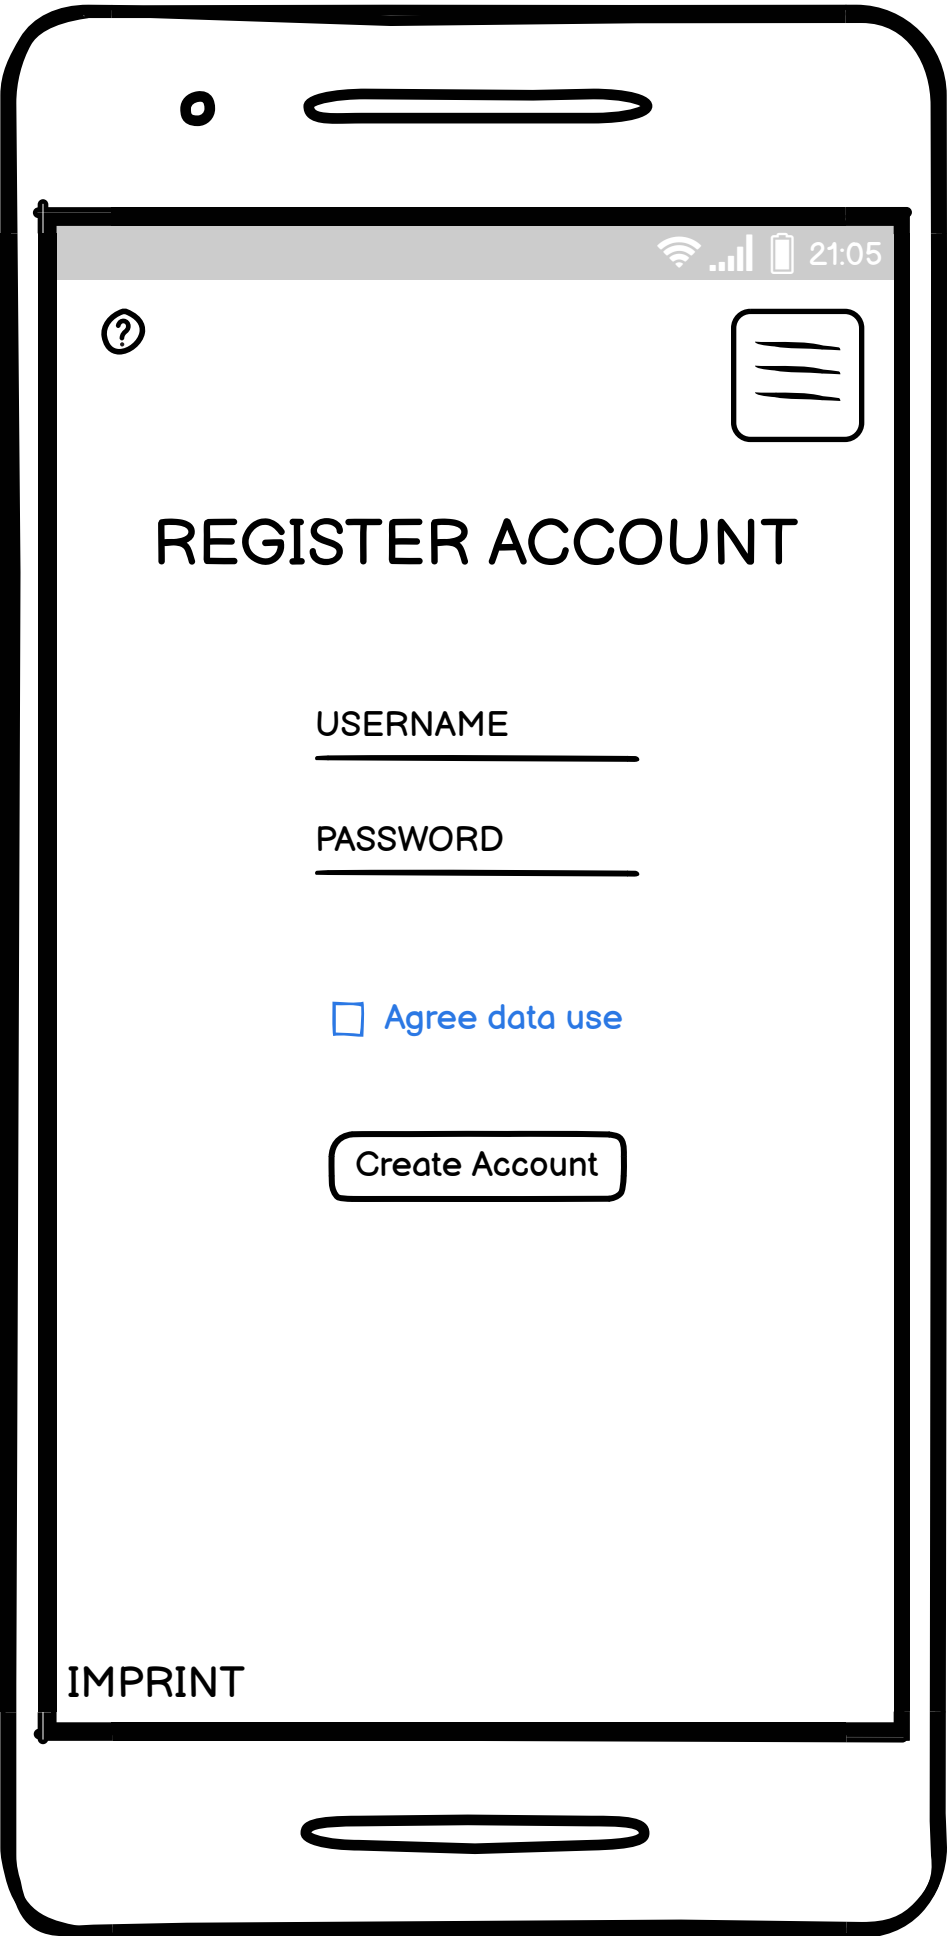 21:05
?
REGISTER ACCOUNT
USERNAME
PASSWORD
Agree data use
Create Account
IMPRINT